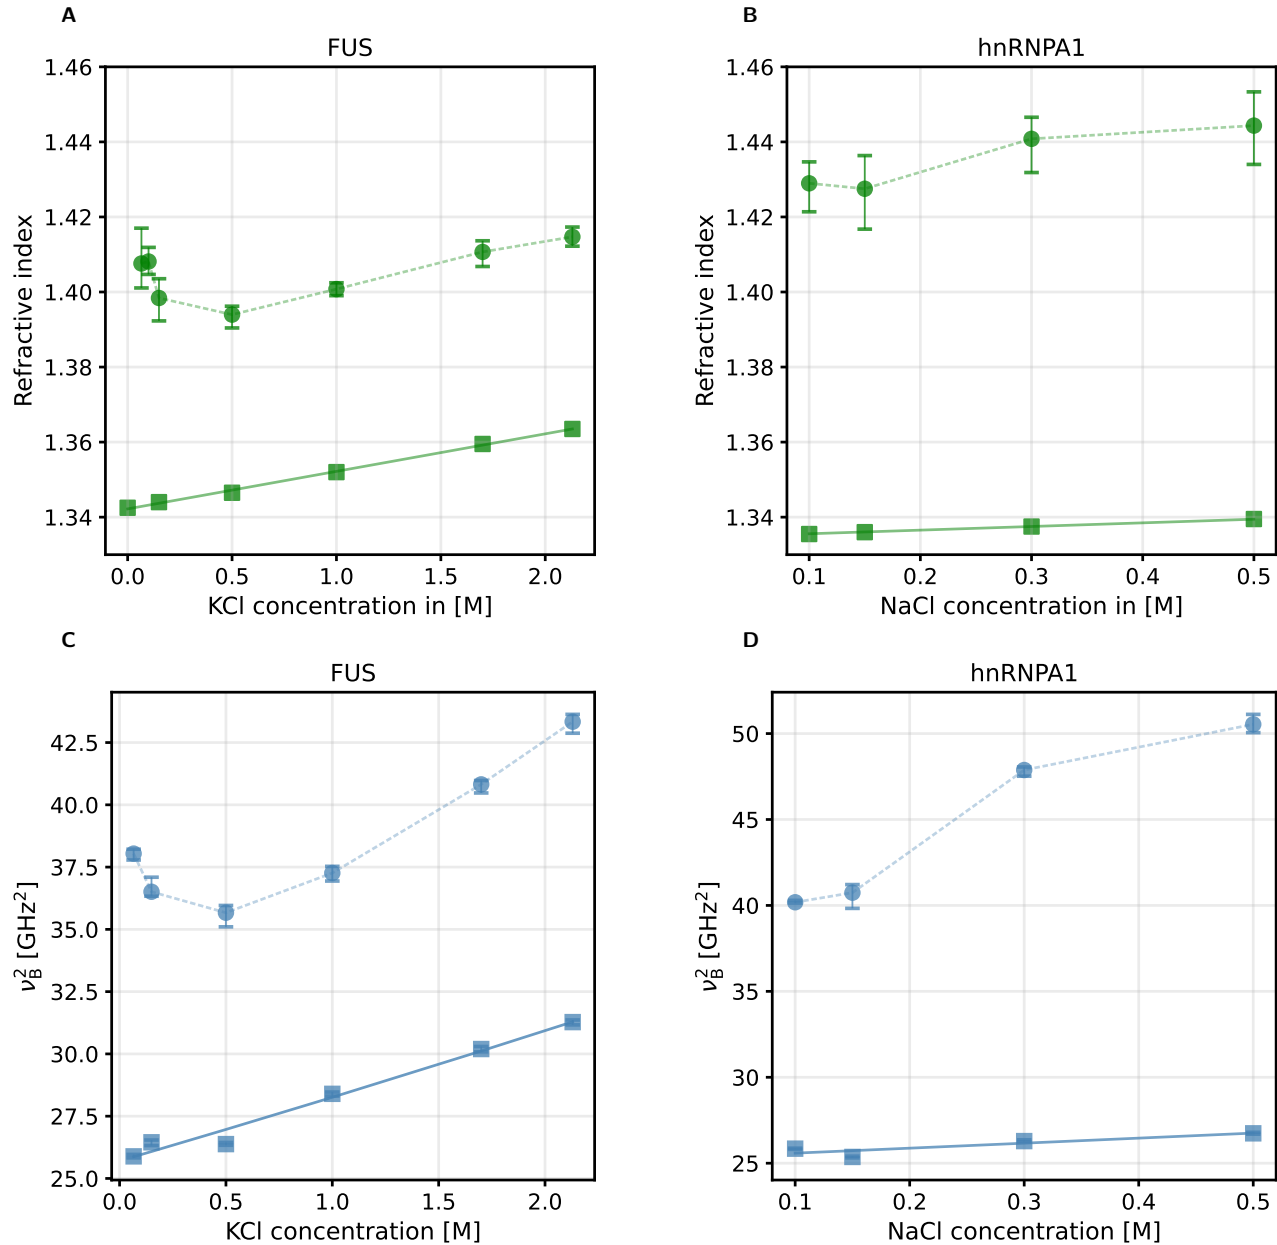 A
FUS
Refractive index
1.46
1.44
1.42
1.40
1.38
1.36
1.34
0.0 0.5 1.0 1.5 2.0
KCl concentration in [M]
B
hnRNPA1
Refractive index
1.46
1.44
1.42
1.40
1.38
1.36
1.34
0.1 0.2 0.3 0.4 0.5
NaCl concentration in [M]
C
FUS
ν²_B [GHz²]
42.5
40.0
37.5
35.0
32.5
30.0
27.5
25.0
0.0 0.5 1.0 1.5 2.0
KCl concentration [M]
D
hnRNPA1
ν²_B [GHz²]
50
45
40
35
30
25
0.1 0.2 0.3 0.4 0.5
NaCl concentration [M]